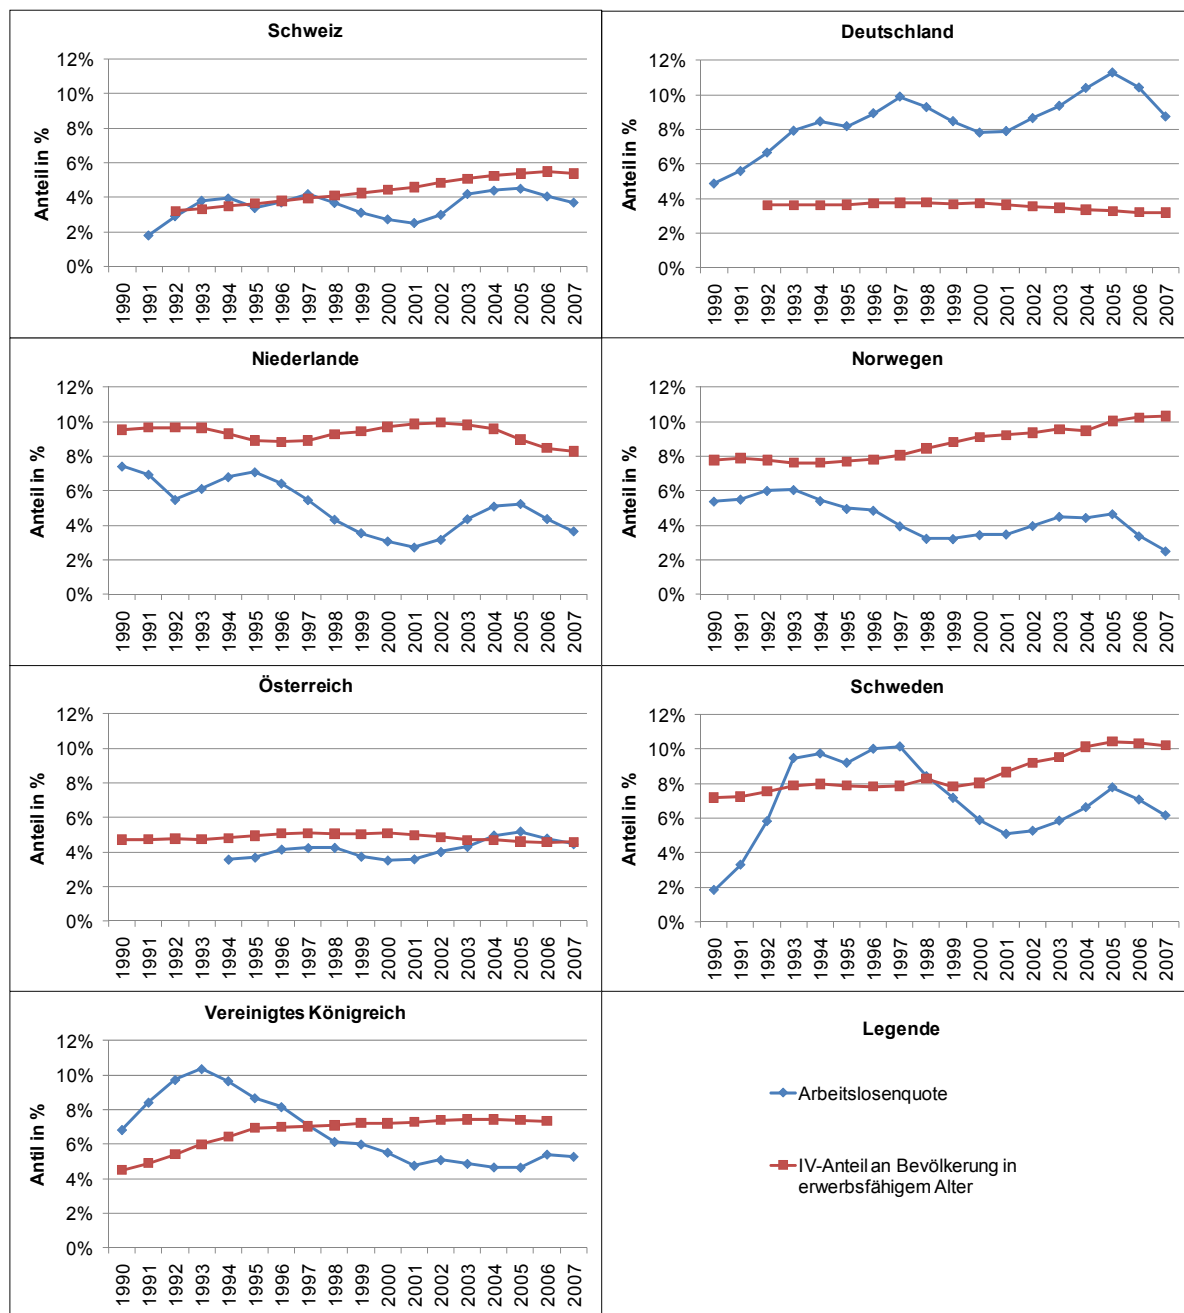 Schweiz
12%
10%
8%
6%
4%
2%
0%
Anteil in %
1990 1991 1992 1993 1994 1995 1996 1997 1998 1999 2000 2001 2002 2003 2004 2005 2006 2007
Deutschland
12%
10%
8%
6%
4%
2%
0%
Anteil in %
1990 1991 1992 1993 1994 1995 1996 1997 1998 1999 2000 2001 2002 2003 2004 2005 2006 2007
Niederlande
12%
10%
8%
6%
4%
2%
0%
Anteil in %
1990 1991 1992 1993 1994 1995 1996 1997 1998 1999 2000 2001 2002 2003 2004 2005 2006 2007
Norwegen
12%
10%
8%
6%
4%
2%
0%
Anteil in %
1990 1991 1992 1993 1994 1995 1996 1997 1998 1999 2000 2001 2002 2003 2004 2005 2006 2007
Österreich
12%
10%
8%
6%
4%
2%
0%
Anteil in %
1990 1991 1992 1993 1994 1995 1996 1997 1998 1999 2000 2001 2002 2003 2004 2005 2006 2007
Schweden
12%
10%
8%
6%
4%
2%
0%
Anteil in %
1990 1991 1992 1993 1994 1995 1996 1997 1998 1999 2000 2001 2002 2003 2004 2005 2006 2007
Vereinigtes Königreich
12%
10%
8%
6%
4%
2%
0%
Antil in %
1990 1991 1992 1993 1994 1995 1996 1997 1998 1999 2000 2001 2002 2003 2004 2005 2006 2007
Legende
Arbeitslosenquote
IV-Anteil an Bevölkerung in
erwerbsfähigem Alter